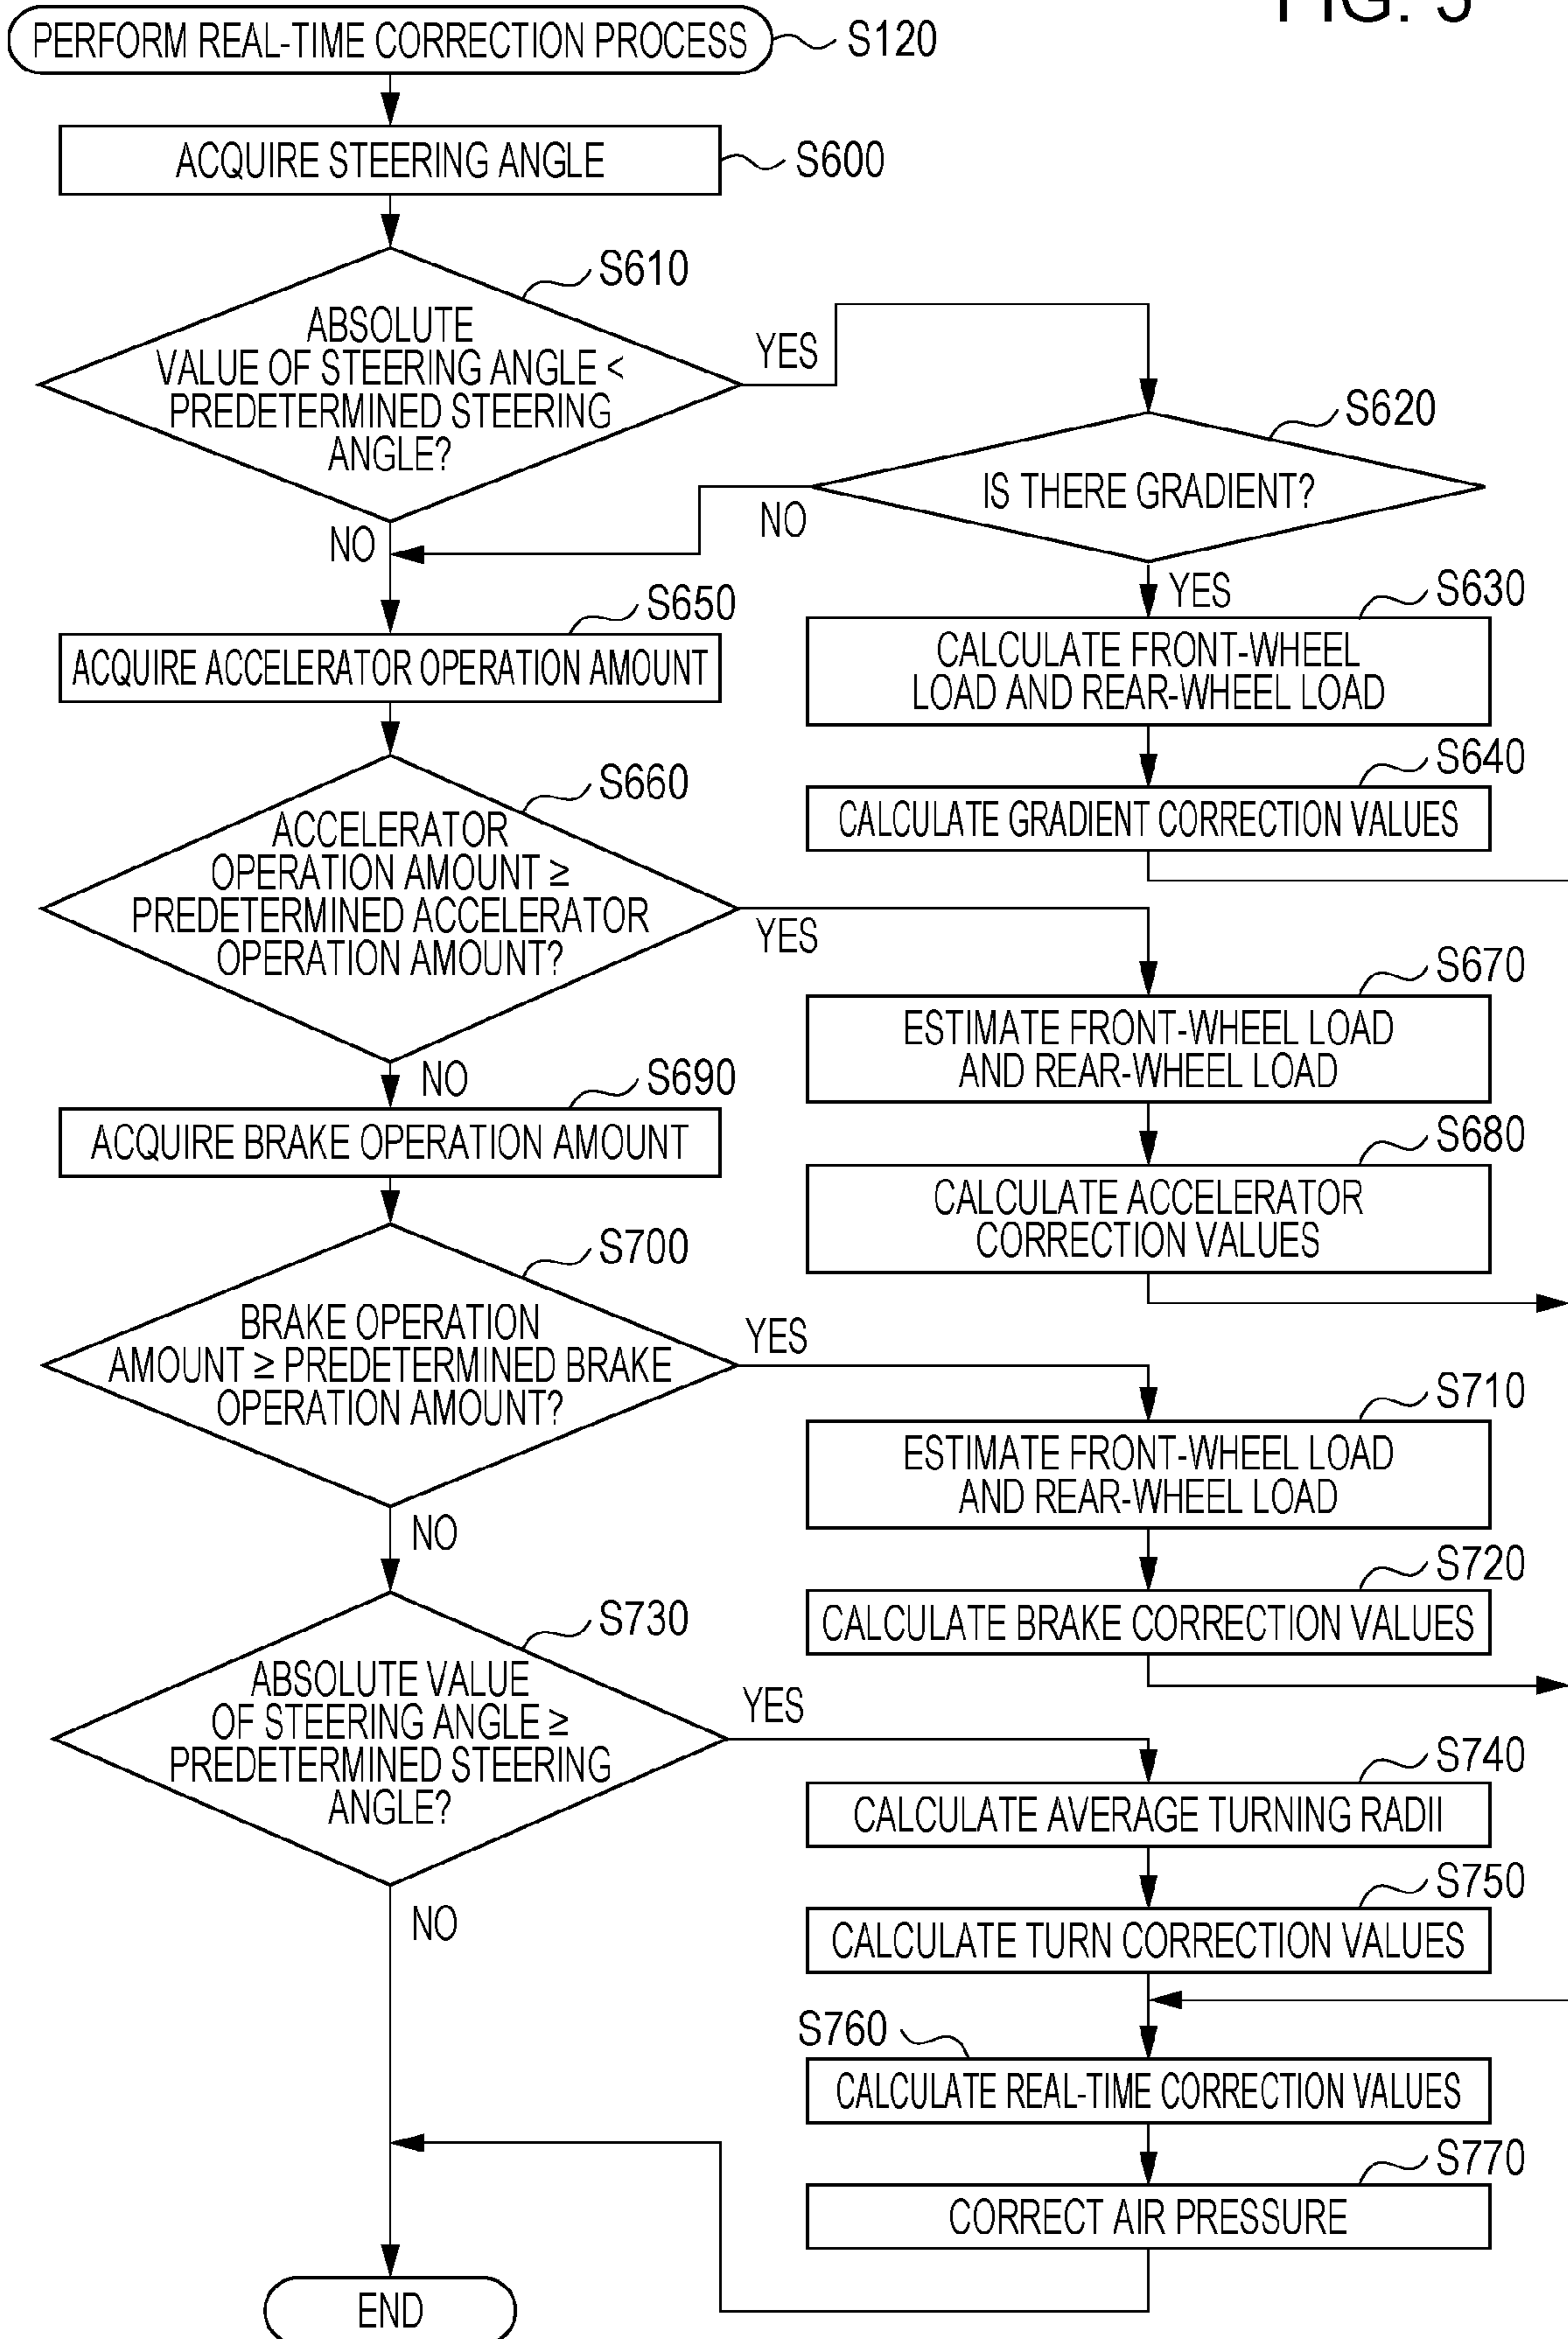 FIG. 5
PERFORM REAL-TIME CORRECTION PROCESS
S120
ACQUIRE STEERING ANGLE
S600
S610
ABSOLUTE
VALUE OF STEERING ANGLE <
PREDETERMINED STEERING
ANGLE?
YES
NO
S620
IS THERE GRADIENT?
NO
YES
S630
CALCULATE FRONT-WHEEL
LOAD AND REAR-WHEEL LOAD
S640
CALCULATE GRADIENT CORRECTION VALUES
S650
ACQUIRE ACCELERATOR OPERATION AMOUNT
S660
ACCELERATOR
OPERATION AMOUNT ≥
PREDETERMINED ACCELERATOR
OPERATION AMOUNT?
YES
NO
S670
ESTIMATE FRONT-WHEEL LOAD
AND REAR-WHEEL LOAD
S680
CALCULATE ACCELERATOR
CORRECTION VALUES
S690
ACQUIRE BRAKE OPERATION AMOUNT
S700
BRAKE OPERATION
AMOUNT ≥ PREDETERMINED BRAKE
OPERATION AMOUNT?
YES
NO
S710
ESTIMATE FRONT-WHEEL LOAD
AND REAR-WHEEL LOAD
S720
CALCULATE BRAKE CORRECTION VALUES
S730
ABSOLUTE VALUE
OF STEERING ANGLE ≥
PREDETERMINED STEERING
ANGLE?
YES
NO
S740
CALCULATE AVERAGE TURNING RADII
S750
CALCULATE TURN CORRECTION VALUES
S760
CALCULATE REAL-TIME CORRECTION VALUES
S770
CORRECT AIR PRESSURE
END